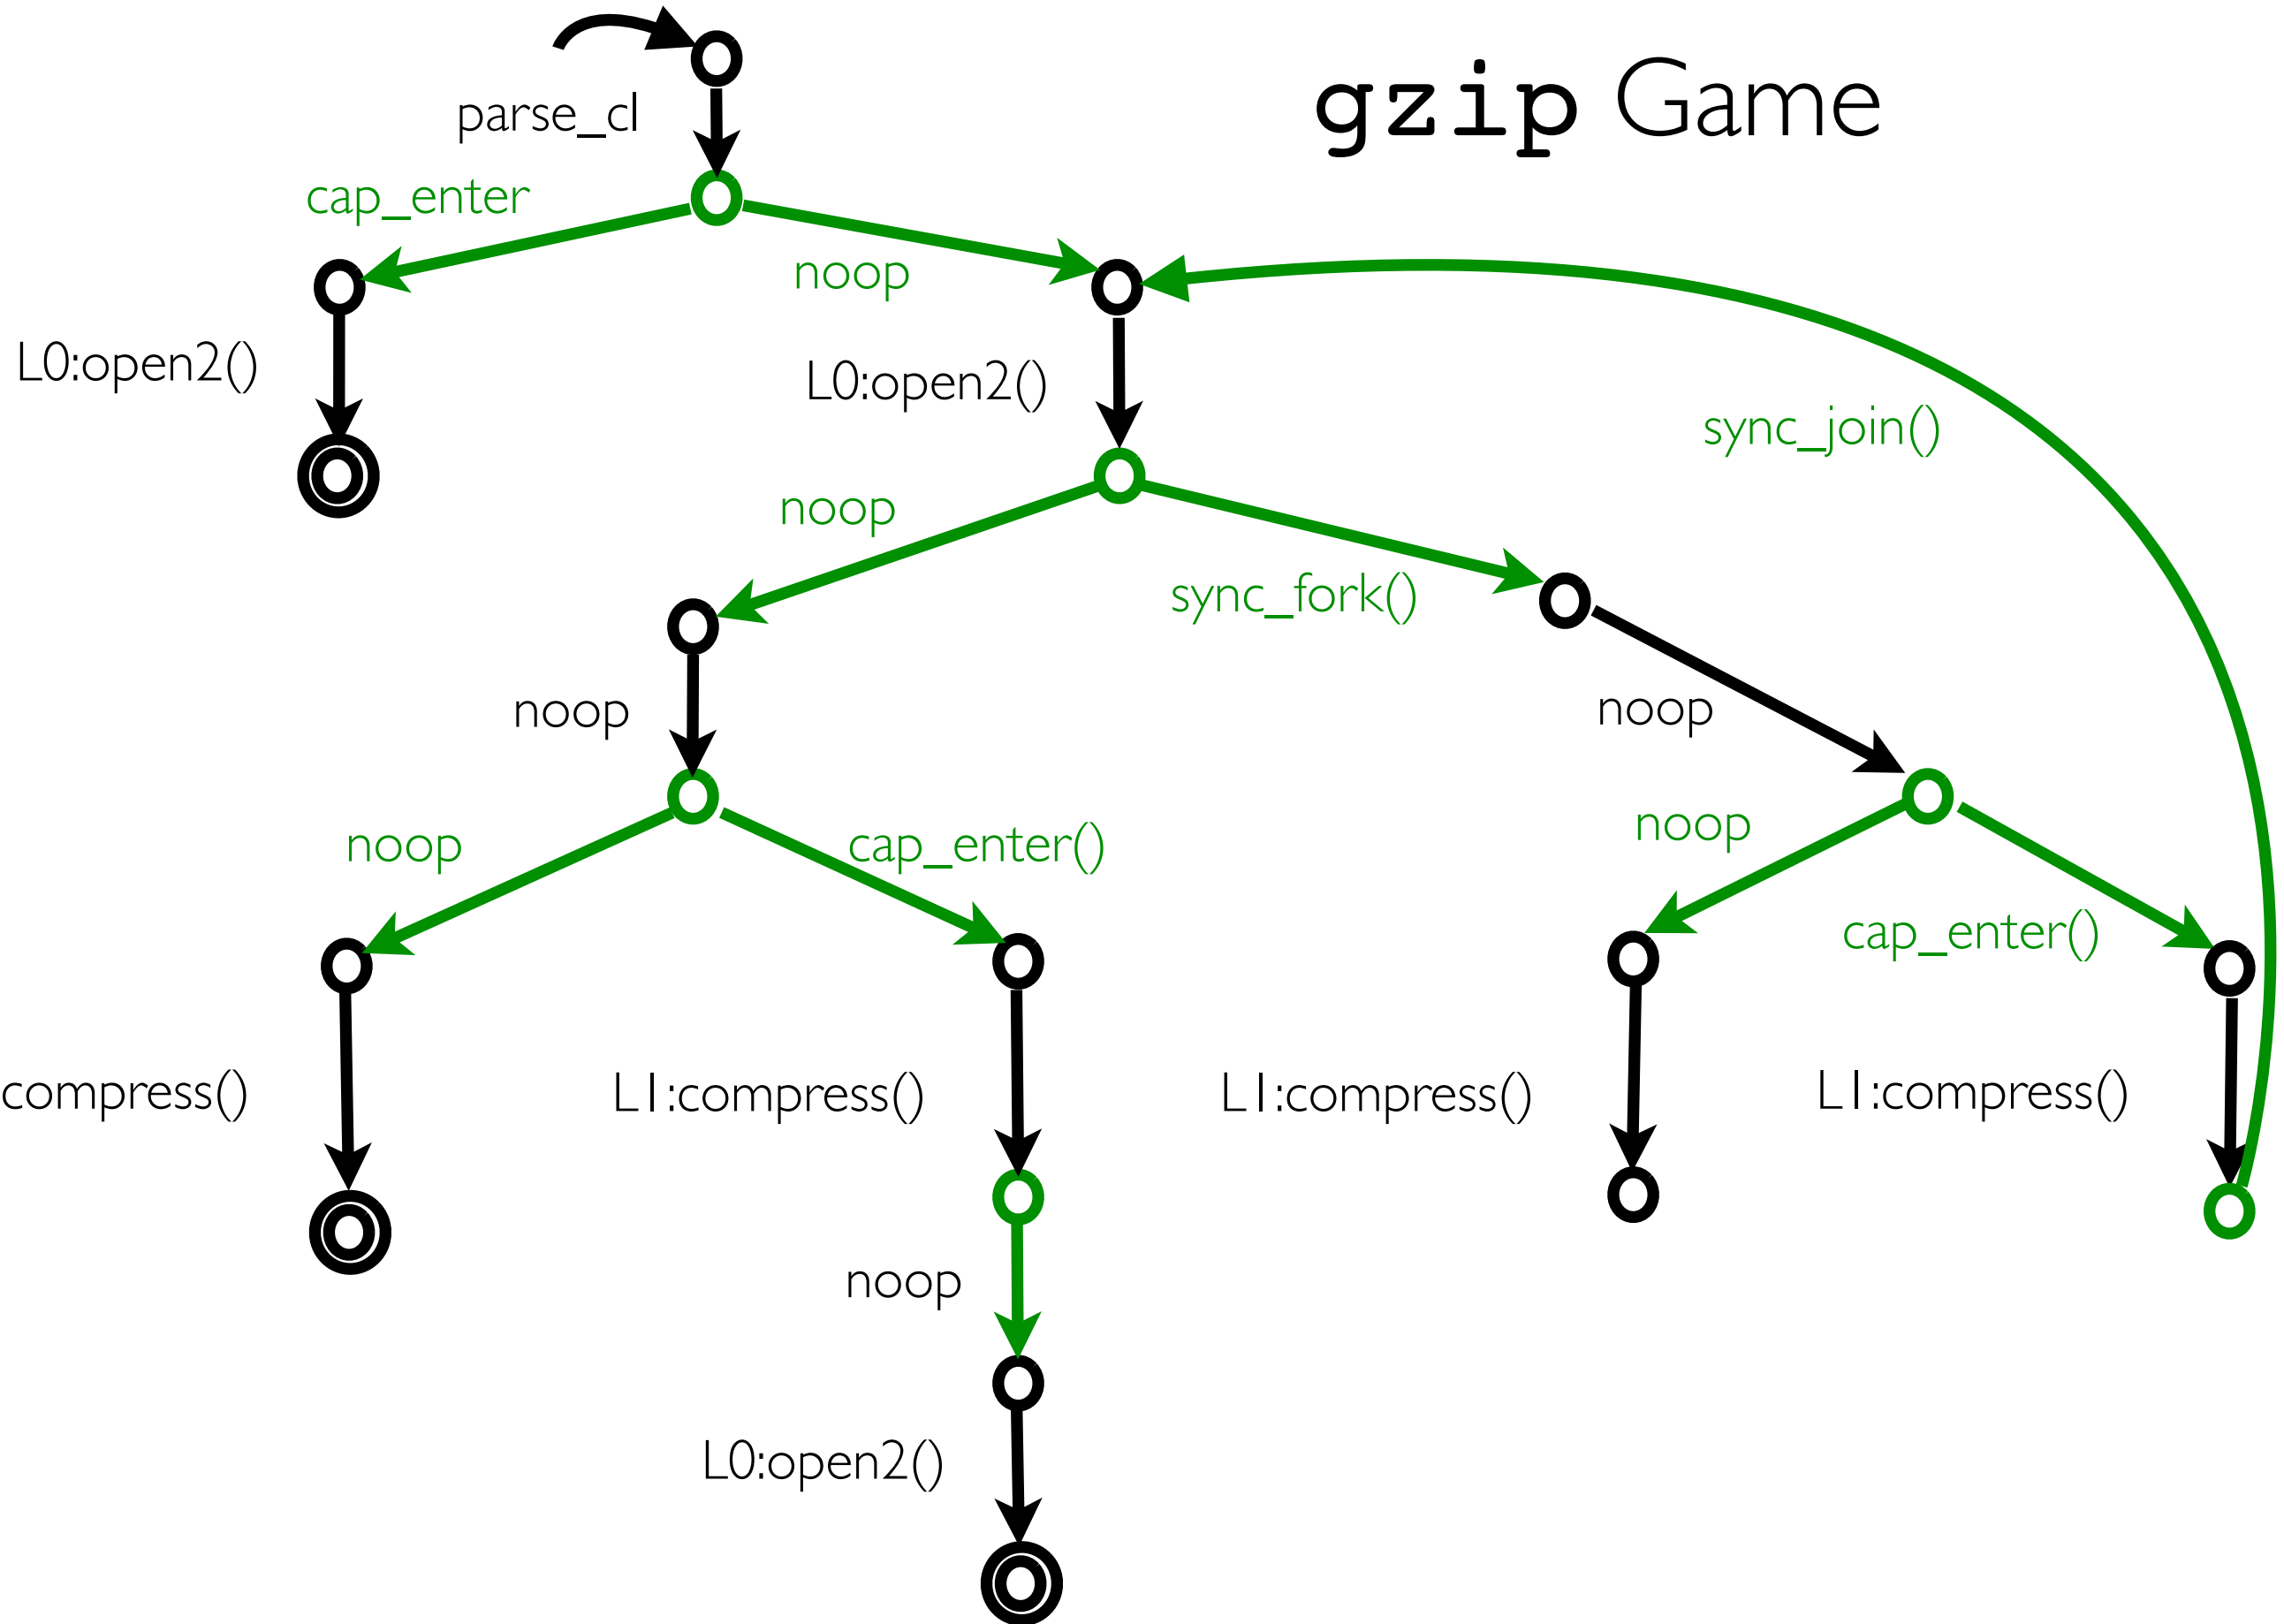 gzip Game
parse_cl
cap_enter
noop
L0:open2()
L0:open2()
sync_join()
noop
sync_fork()
noop
noop
noop
cap_enter()
noop
cap_enter()
compress()
L1:compress()
L1:compress()
L1:compress()
noop
L0:open2()